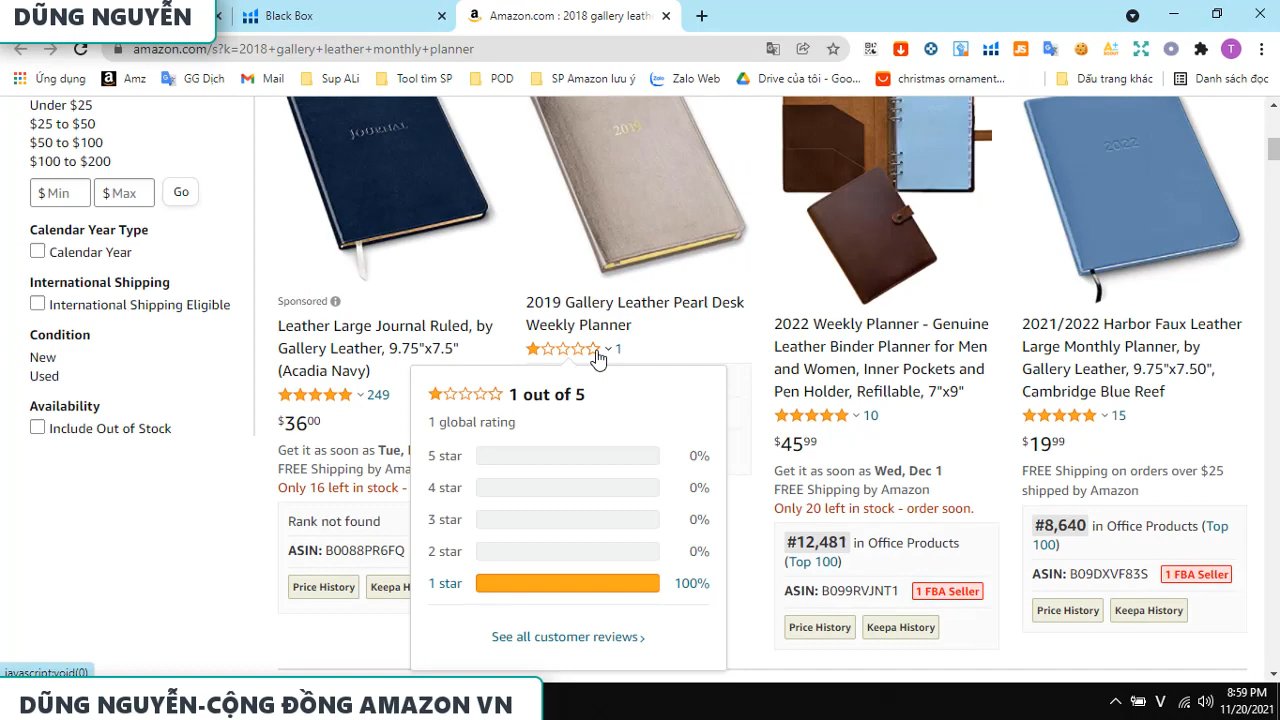 DŨNG NGUYỄN
Black Box
Amazon.com : 2018 gallery leath
amazon.com/s?k=2018+gallery+leather+monthly+planner
T
Ứng dụng
Amz
GG Dịch
Mail
Sup ALi
Tool tìm SP
POD
SP Amazon lưu ý
Zalo Web
Drive của tôi - Goo...
christmas ornament...
Dấu trang khác
Danh sách đọc
Under $25
$25 to $50
$50 to $100
$100 to $200
$ Min
$ Max
Go
Calendar Year Type
Calendar Year
International Shipping
International Shipping Eligible
Condition
New
Used
Availability
Include Out of Stock
JOURNAL
Sponsored
Leather Large Journal Ruled, by
Gallery Leather, 9.75"x7.5"
(Acadia Navy)
249
$3600
Get it as soon as Tue,
FREE Shipping by Ama
Only 16 left in stock -
Rank not found
ASIN: B0088PR6FQ
Price History
Keepa H
2019
2019 Gallery Leather Pearl Desk
Weekly Planner
1
1 out of 5
1 global rating
5 star 0%
4 star 0%
3 star 0%
2 star 0%
1 star 100%
See all customer reviews
2022 Weekly Planner - Genuine
Leather Binder Planner for Men
and Women, Inner Pockets and
Pen Holder, Refillable, 7"x9"
10
$4599
Get it as soon as Wed, Dec 1
FREE Shipping by Amazon
Only 20 left in stock - order soon.
#12,481 in Office Products
(Top 100)
ASIN: B099RVJNT1
1 FBA Seller
Price History
Keepa History
2022
2021/2022 Harbor Faux Leather
Large Monthly Planner, by
Gallery Leather, 9.75"x7.50",
Cambridge Blue Reef
15
$1999
FREE Shipping on orders over $25
shipped by Amazon
#8,640 in Office Products (Top
100)
ASIN: B09DXVF83S
1 FBA Seller
Price History
Keepa History
javascript:void(0)
DŨNG NGUYỄN-CỘNG ĐỒNG AMAZON VN
V
8:59 PM
11/20/2021